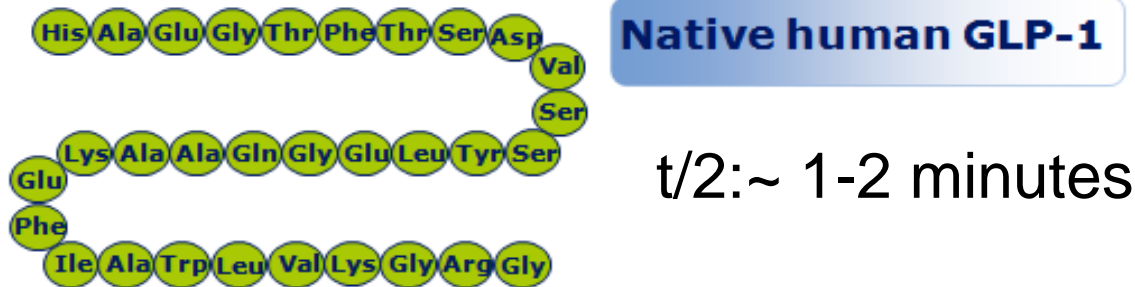 His Ala Glu Gly Thr Phe Thr Ser Asp
Val
Ser
Lys Ala Ala Gln Gly Glu Leu Tyr Ser
Glu
Phe
Ile Ala Trp Leu Val Lys Gly Arg Gly
Native human GLP-1
t/2:~ 1-2 minutes